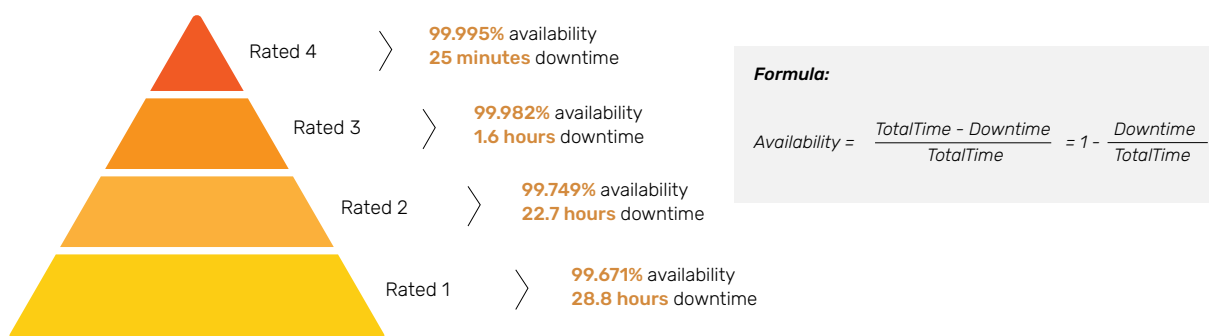 Rated 4
99.995% availability
25 minutes downtime
Rated 3
99.982% availability
1.6 hours downtime
Rated 2
99.749% availability
22.7 hours downtime
Rated 1
99.671% availability
28.8 hours downtime
Formula:
Availability = TotalTime - Downtime / TotalTime = 1 - Downtime / TotalTime